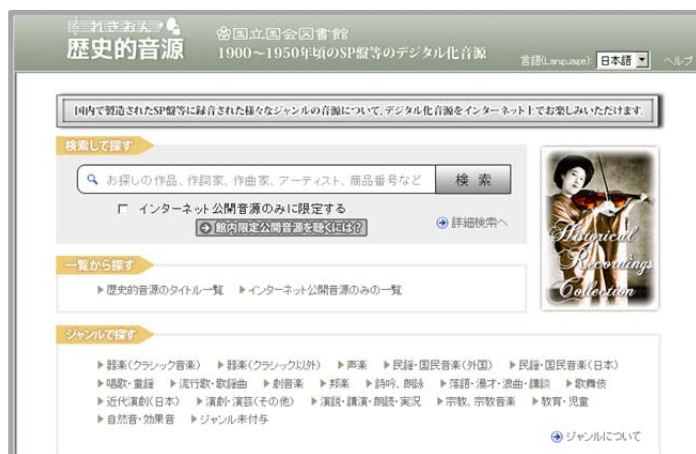 れきおん
歴史的音源
国立国会図書館
1900~1950年頃のSP盤等のデジタル化音源
言語(Language): 日本語
ヘルプ
国内で製造されたSP盤等に録音された様々なジャンルの音源について、デジタル化音源をインターネット上でお楽しみいただけます。
検索して探す
お探しの作品、作詞家、作曲家、アーティスト、商品番号など
検索
インターネット公開音源のみに限定する
館内限定公開音源を聴くには?
詳細検索へ
Historical
Recordings
Collection
一覧から探す
▶歴史的音源のタイトル一覧 ▶インターネット公開音源のみの一覧
ジャンルで探す
▶器楽(クラシック音楽) ▶器楽(クラシック以外) ▶声楽 ▶民謡・国民音楽(外国) ▶民謡・国民音楽(日本)
▶唱歌・童謡 ▶流行歌・歌謡曲 ▶劇音楽 ▶邦楽 ▶詩吟、朗詠 ▶落語・漫才・浪曲・講談 ▶歌舞伎
▶近代演劇(日本) ▶演劇・演芸(その他) ▶演説・講演・朗読・実況 ▶宗教、宗教音楽 ▶教育・児童
▶自然音・効果音 ▶ジャンル未付与
ジャンルについて